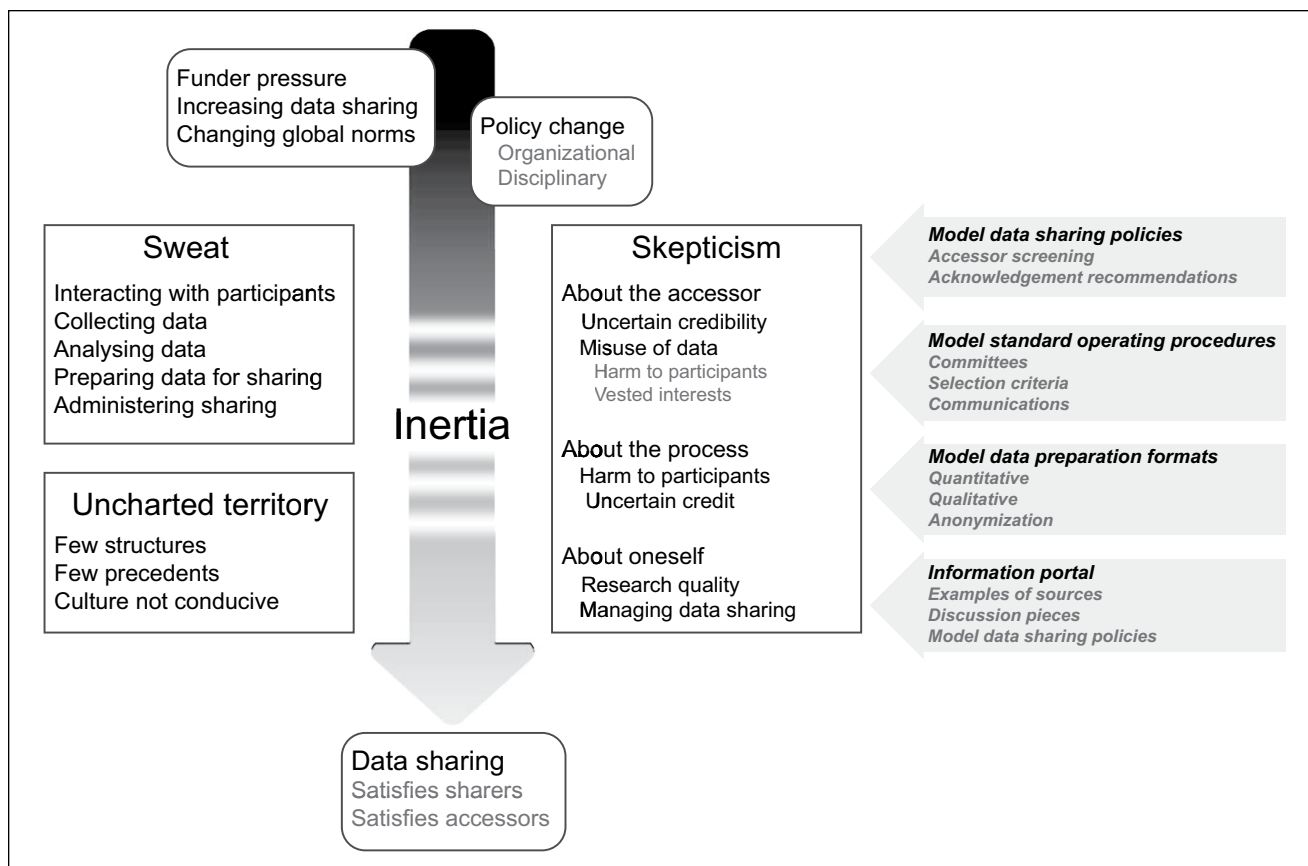 Funder pressure
Increasing data sharing
Changing global norms
Policy change
Organizational
Disciplinary
Sweat
Interacting with participants
Collecting data
Analysing data
Preparing data for sharing
Administering sharing
Uncharted territory
Few structures
Few precedents
Culture not conducive
Inertia
Skepticism
About the accessor
Uncertain credibility
Misuse of data
Harm to participants
Vested interests
About the process
Harm to participants
Uncertain credit
About oneself
Research quality
Managing data sharing
Model data sharing policies
Accessor screening
Acknowledgement recommendations
Model standard operating procedures
Committees
Selection criteria
Communications
Model data preparation formats
Quantitative
Qualitative
Anonymization
Information portal
Examples of sources
Discussion pieces
Model data sharing policies
Data sharing
Satisfies sharers
Satisfies accessors